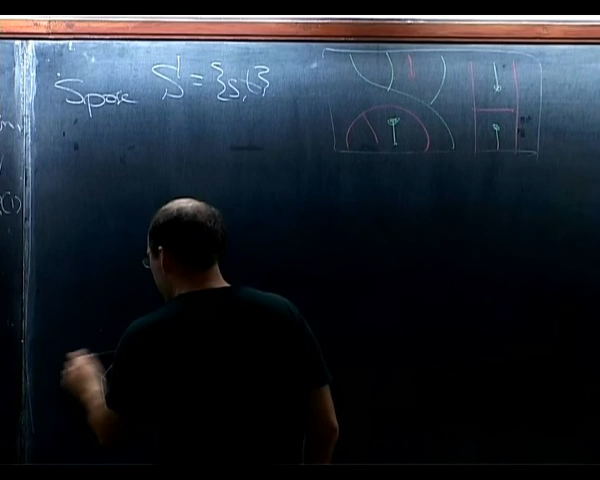 Spose S = {s,t}